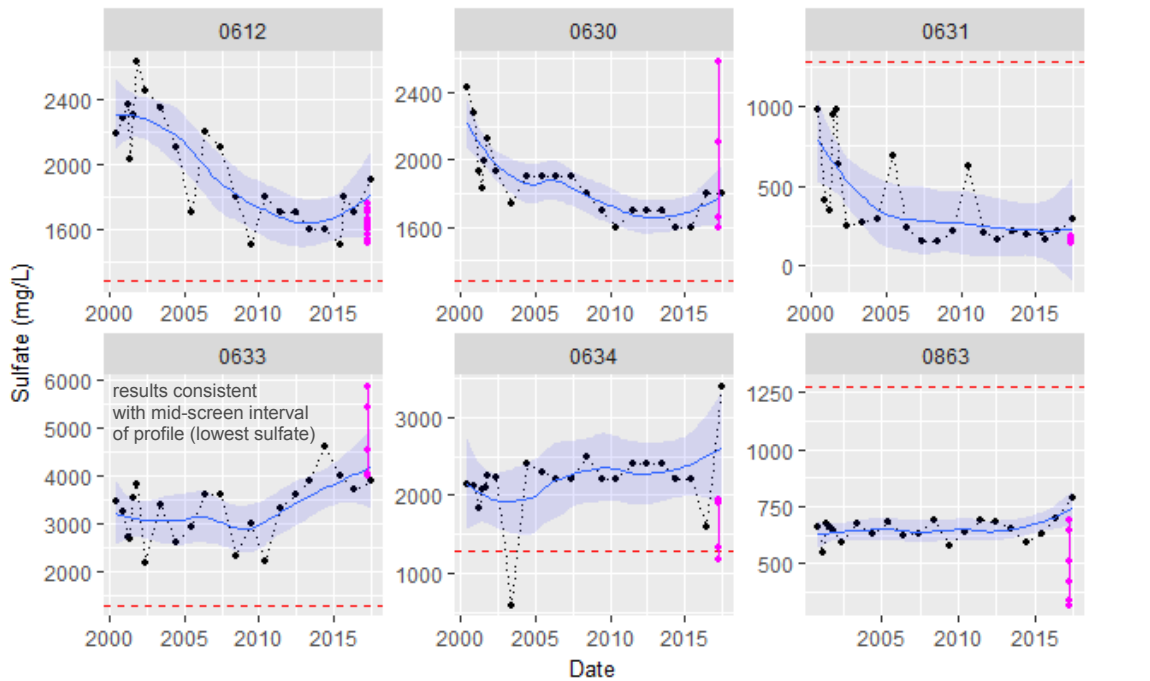 0612 0630 0631
2400
2000
1600
2400
2000
1600
1000
500
0
2000 2005 2010 2015
2000 2005 2010 2015
2000 2005 2010 2015
Sulfate (mg/L)
0633 0634 0863
results consistent
with mid-screen interval
of profile (lowest sulfate)
6000
5000
4000
3000
2000
3000
2000
1000
1250
1000
750
500
2000 2005 2010 2015
2000 2005 2010 2015
2005 2010 2015
Date